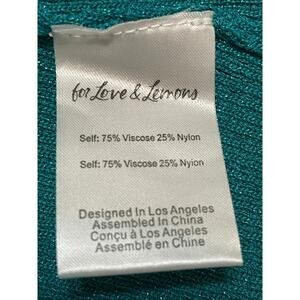 for Love & Lemons
Self: 75% Viscose 25% Nylon
Self: 75% Viscose 25% Nylon
Designed In Los Angeles
Assembled In China
Conçu à Los Angeles
Assemblé en Chine